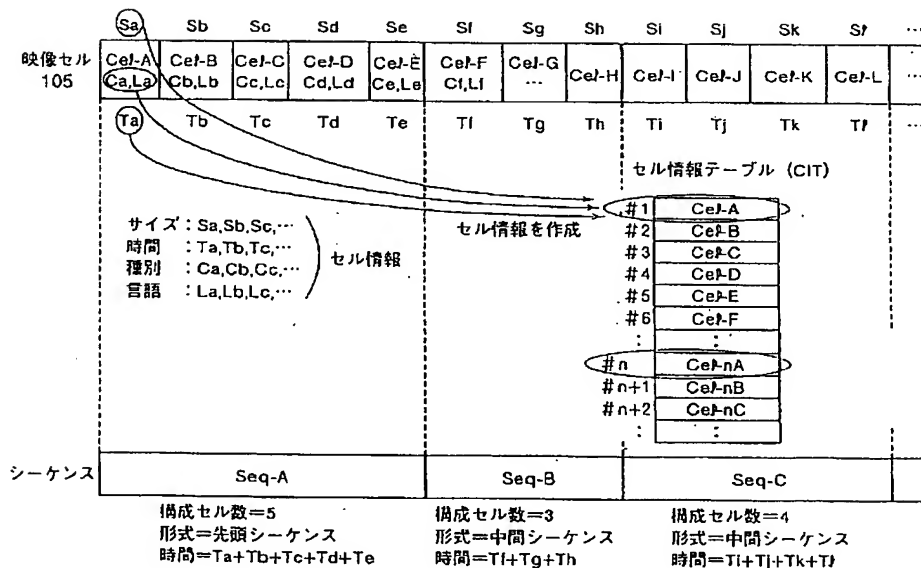 Sa Sb Sc Sd Se Sf Sg Sh Si Sj Sk Sℓ …
映像セル Ceℓ-A Ceℓ-B Ceℓ-C Ceℓ-D Ceℓ-E Ceℓ-F Ceℓ-G Ceℓ-H Ceℓ-I Ceℓ-J Ceℓ-K Ceℓ-L …
105 Ca,La Cb,Lb Cc,Lc Cd,Ld Ce,Le Cf,Lf … …
Ta Tb Tc Td Te Tf Tg Th Ti Tj Tk Tℓ …
セル情報テーブル (CIT)
サイズ:Sa,Sb,Sc,…
時間 :Ta,Tb,Tc,…
種別 :Ca,Cb,Cc,…
言語 :La,Lb,Lc,…
セル情報
セル情報を作成
#1 Ceℓ-A
#2 Ceℓ-B
#3 Ceℓ-C
#4 Ceℓ-D
#5 Ceℓ-E
#6 Ceℓ-F
: :
#n Ceℓ-nA
#n+1 Ceℓ-nB
#n+2 Ceℓ-nC
: :
シーケンス Seq-A Seq-B Seq-C
構成セル数=5
形式=先頭シーケンス
時間=Ta+Tb+Tc+Td+Te
構成セル数=3
形式=中間シーケンス
時間=Tf+Tg+Th
構成セル数=4
形式=中間シーケンス
時間=Ti+Tj+Tk+Tℓ